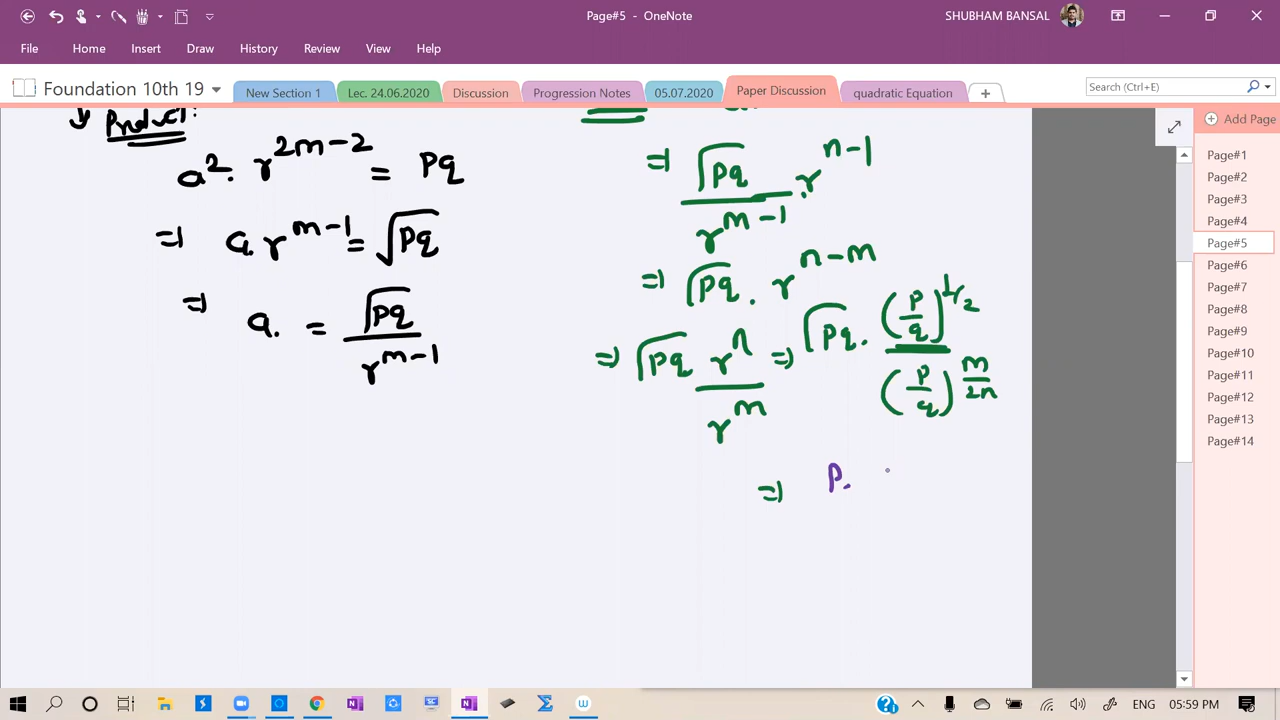 Page#5 - OneNote
SHUBHAM BANSAL
File Home Insert Draw History Review View Help
Foundation 10th 19
New Section 1 Lec. 24.06.2020 Discussion Progression Notes 05.07.2020 Paper Discussion quadratic Equation
Search (Ctrl+E)
Add Page
Page#1
Page#2
Page#3
Page#4
Page#5
Page#6
Page#7
Page#8
Page#9
Page#10
Page#11
Page#12
Page#13
Page#14
Product:
a². r^{2m-2} = pq
⇒ a. r^{m-1} = √pq
⇒ a. = √pq / r^{m-1}
⇒ √pq / r^{m-1} . r^{n-1}
⇒ √pq . r^{n-m}
⇒ √pq r^n / r^m ⇒ √pq . (p/q)^{1/2} / (p/q)^{m/2n}
⇒ p.
05:59 PM